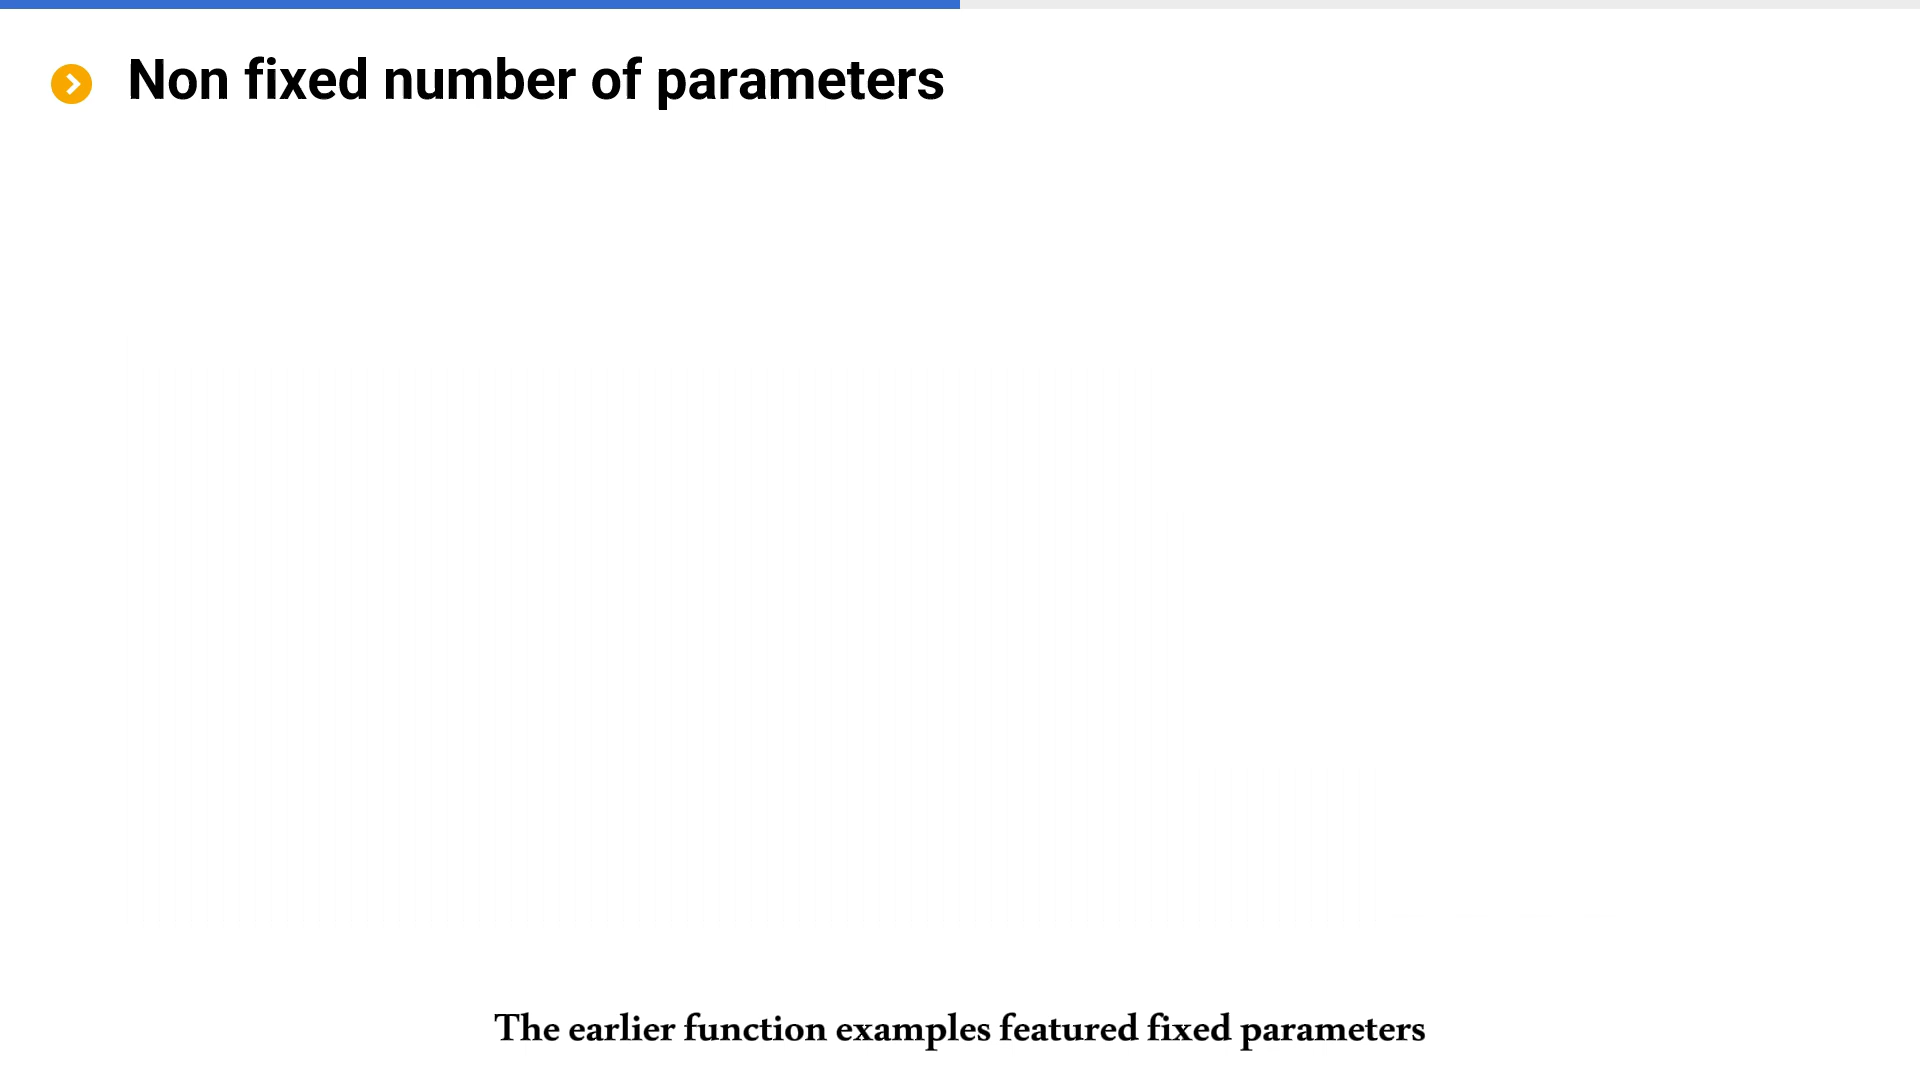 Non fixed number of parameters
The earlier function examples featured fixed parameters